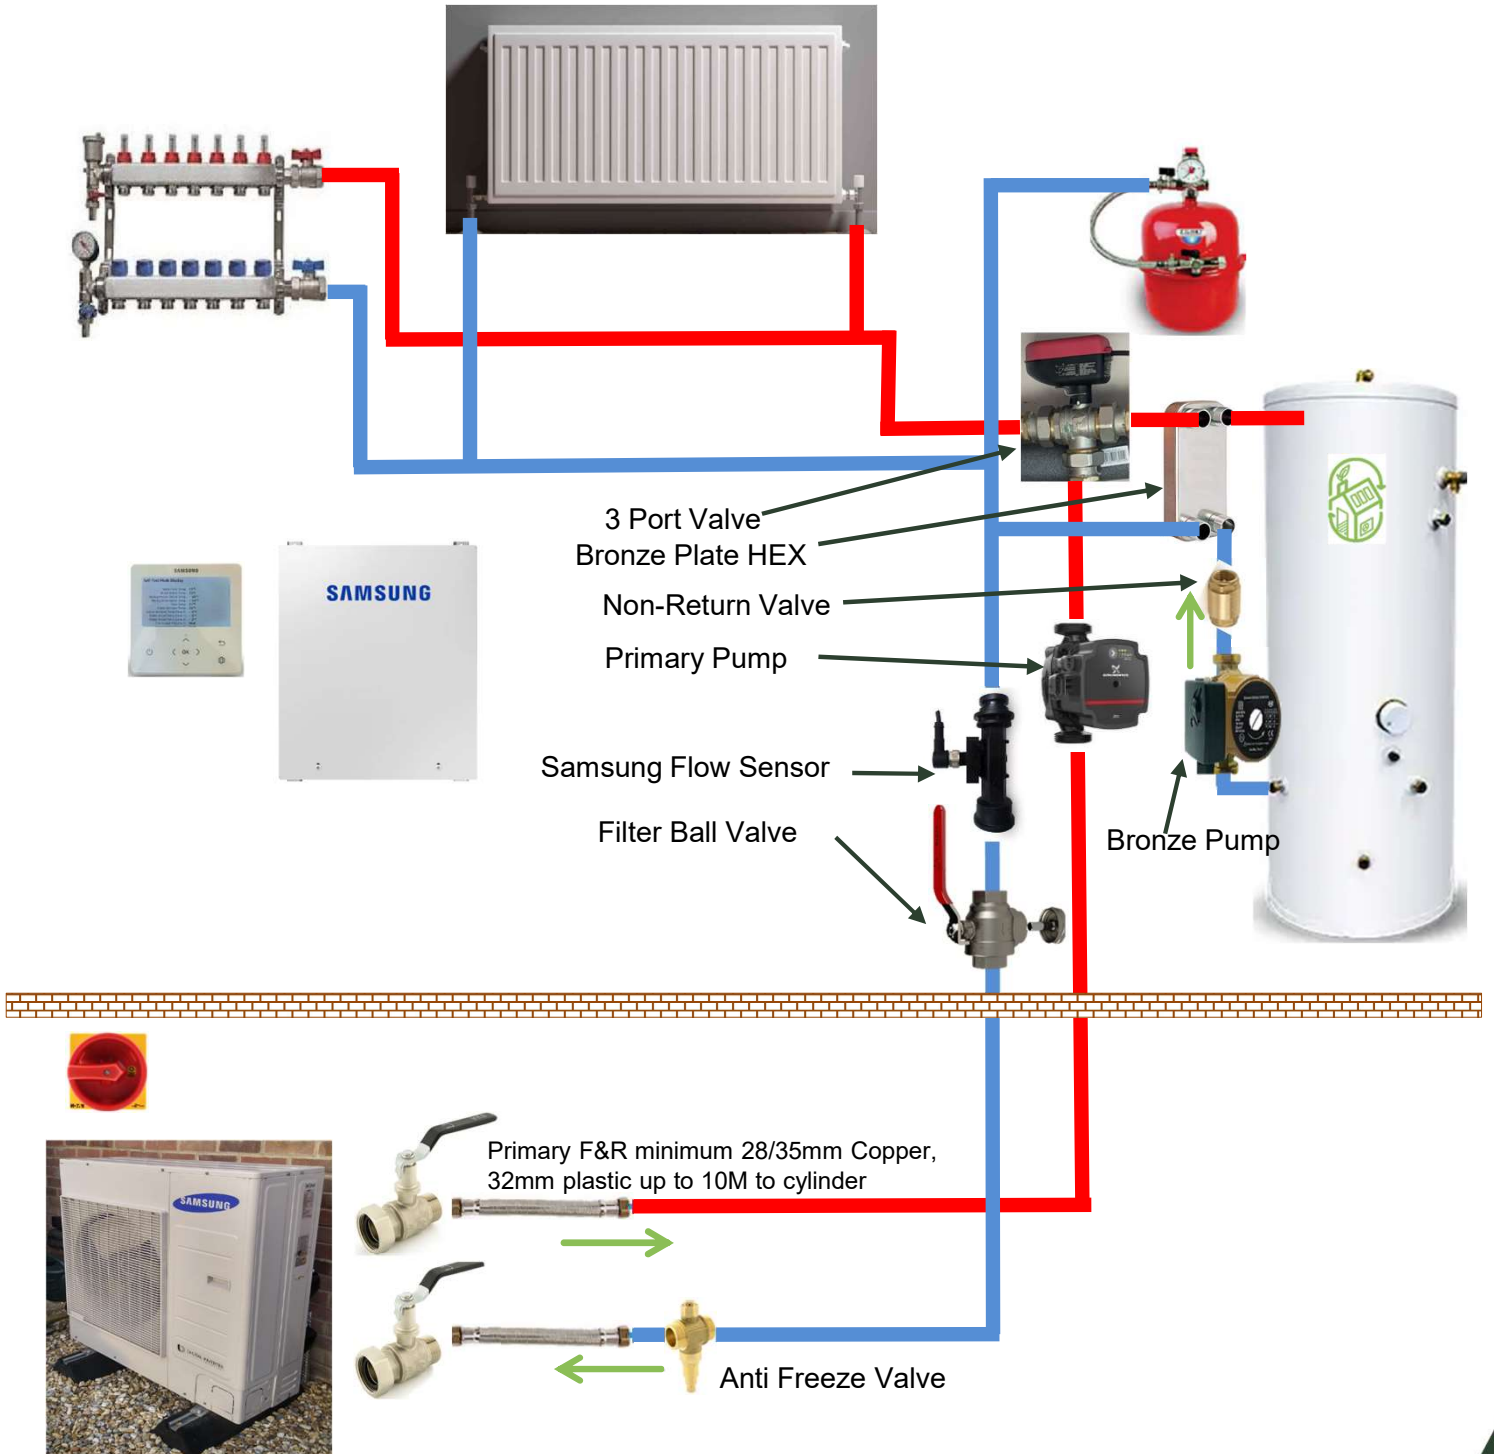 3 Port Valve
Bronze Plate HEX
SAMSUNG
SAMSUNG
Non-Return Valve
Primary Pump
Samsung Flow Sensor
Filter Ball Valve
Bronze Pump
Primary F&R minimum 28/35mm Copper,
32mm plastic up to 10M to cylinder
SAMSUNG
Anti Freeze Valve